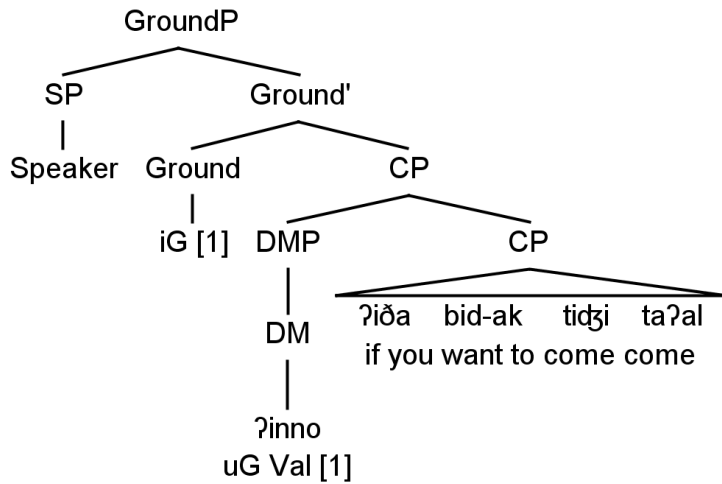 GroundP
SP Ground'
Speaker Ground CP
iG [1] DMP CP
DM ʔiða bid-ak tiʤi taʔal
if you want to come come
ʔinno
uG Val [1]